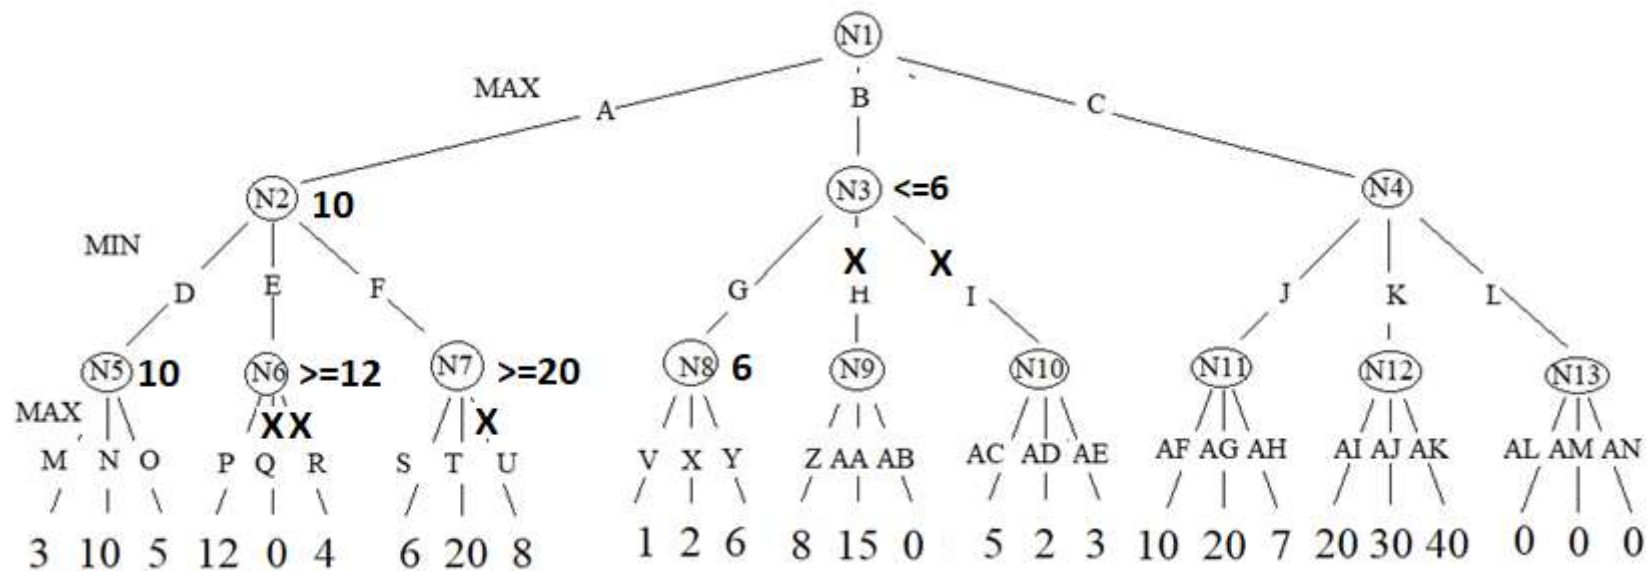 N1
MAX A B C
N2 10 N3 <=6 N4
MIN
D E F G X H X I J K L
N5 10 N6 >=12 N7 >=20 N8 6 N9 N10 N11 N12 N13
MAX X X X
M N O P Q R S T U V X Y Z AA AB AC AD AE AF AG AH AI AJ AK AL AM AN
3 10 5 12 0 4 6 20 8 1 2 6 8 15 0 5 2 3 10 20 7 20 30 40 0 0 0